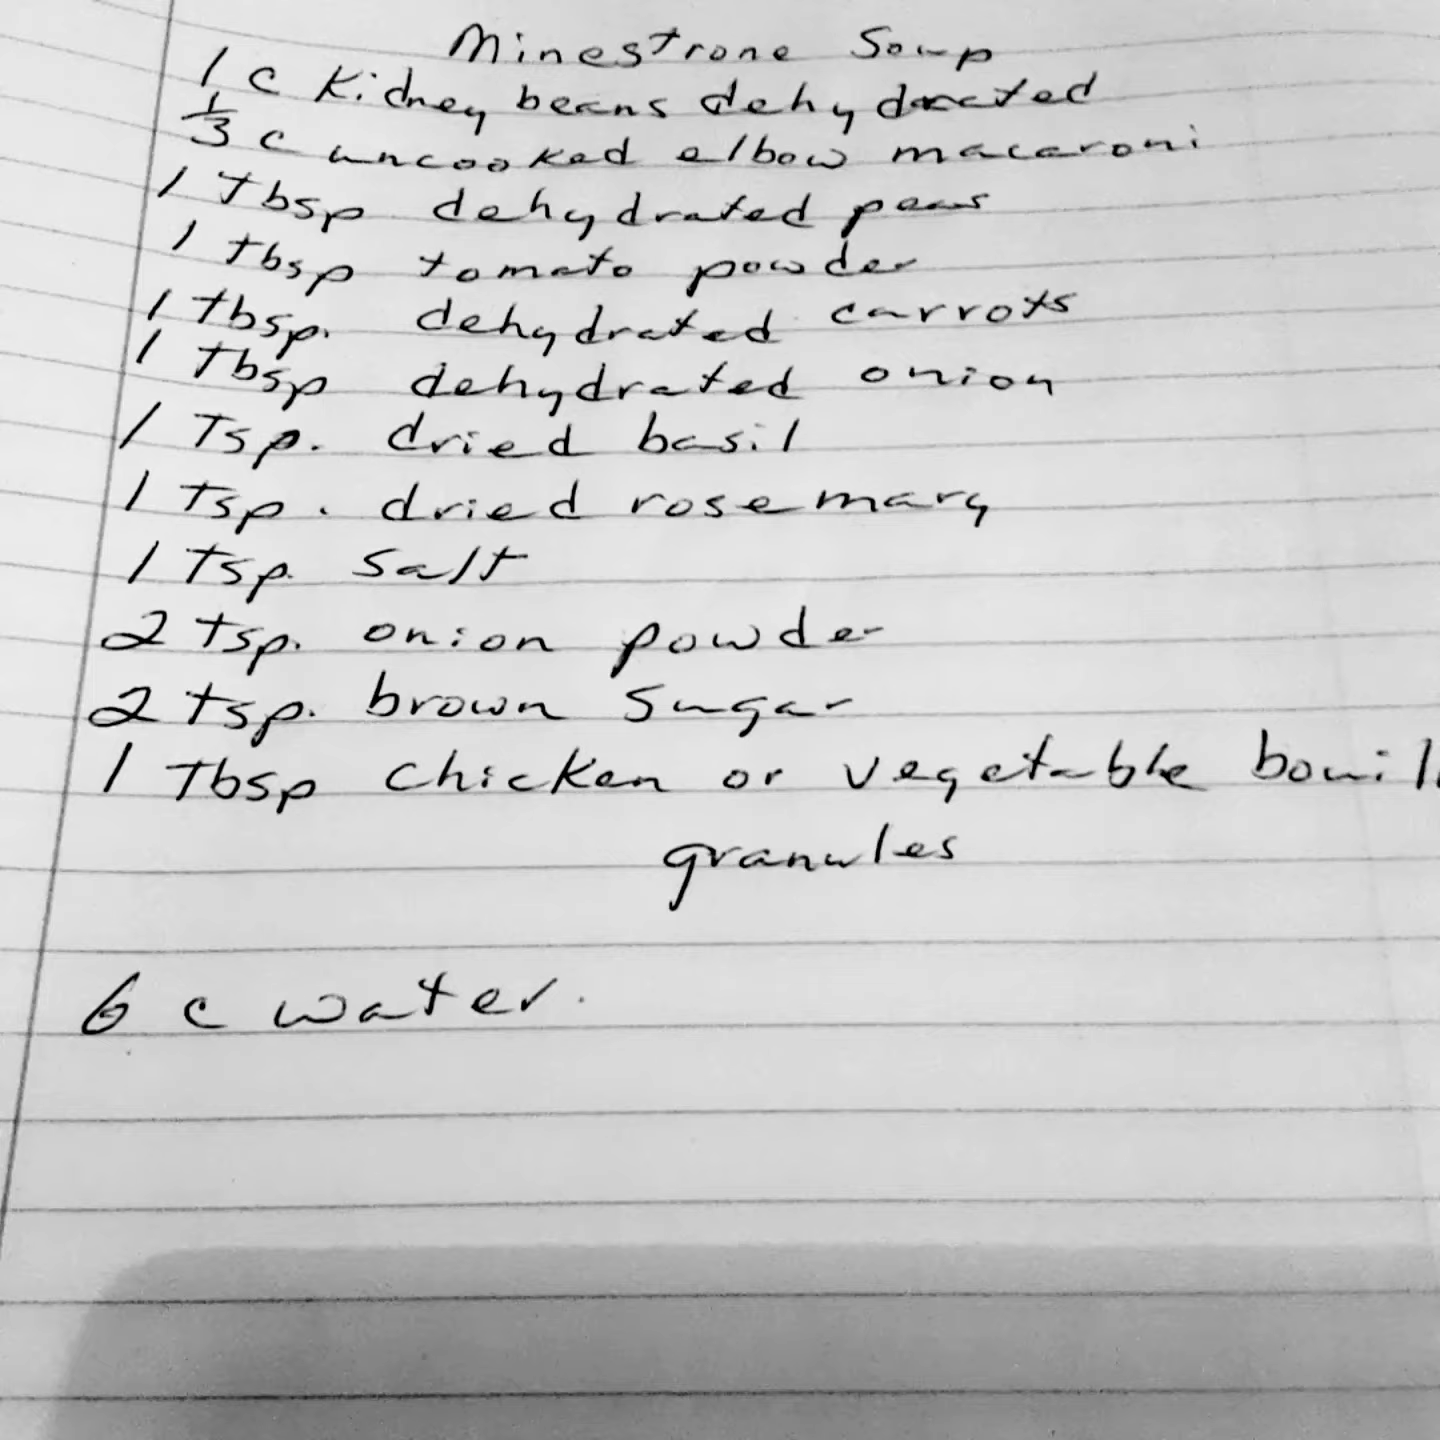 Minestrone Soup
1 c Kidney beans dehydrated
1/3 c uncooked elbow macaroni
1 Tbsp dehydrated peas
1 Tbsp tomato powder
1 Tbsp. dehydrated carrots
1 Tbsp dehydrated onion
1 Tsp. dried basil
1 Tsp. dried rosemary
1 Tsp. Salt
2 tsp. onion powder
2 tsp. brown Sugar
1 Tbsp Chicken or vegetable bouill
granules
6 c water.